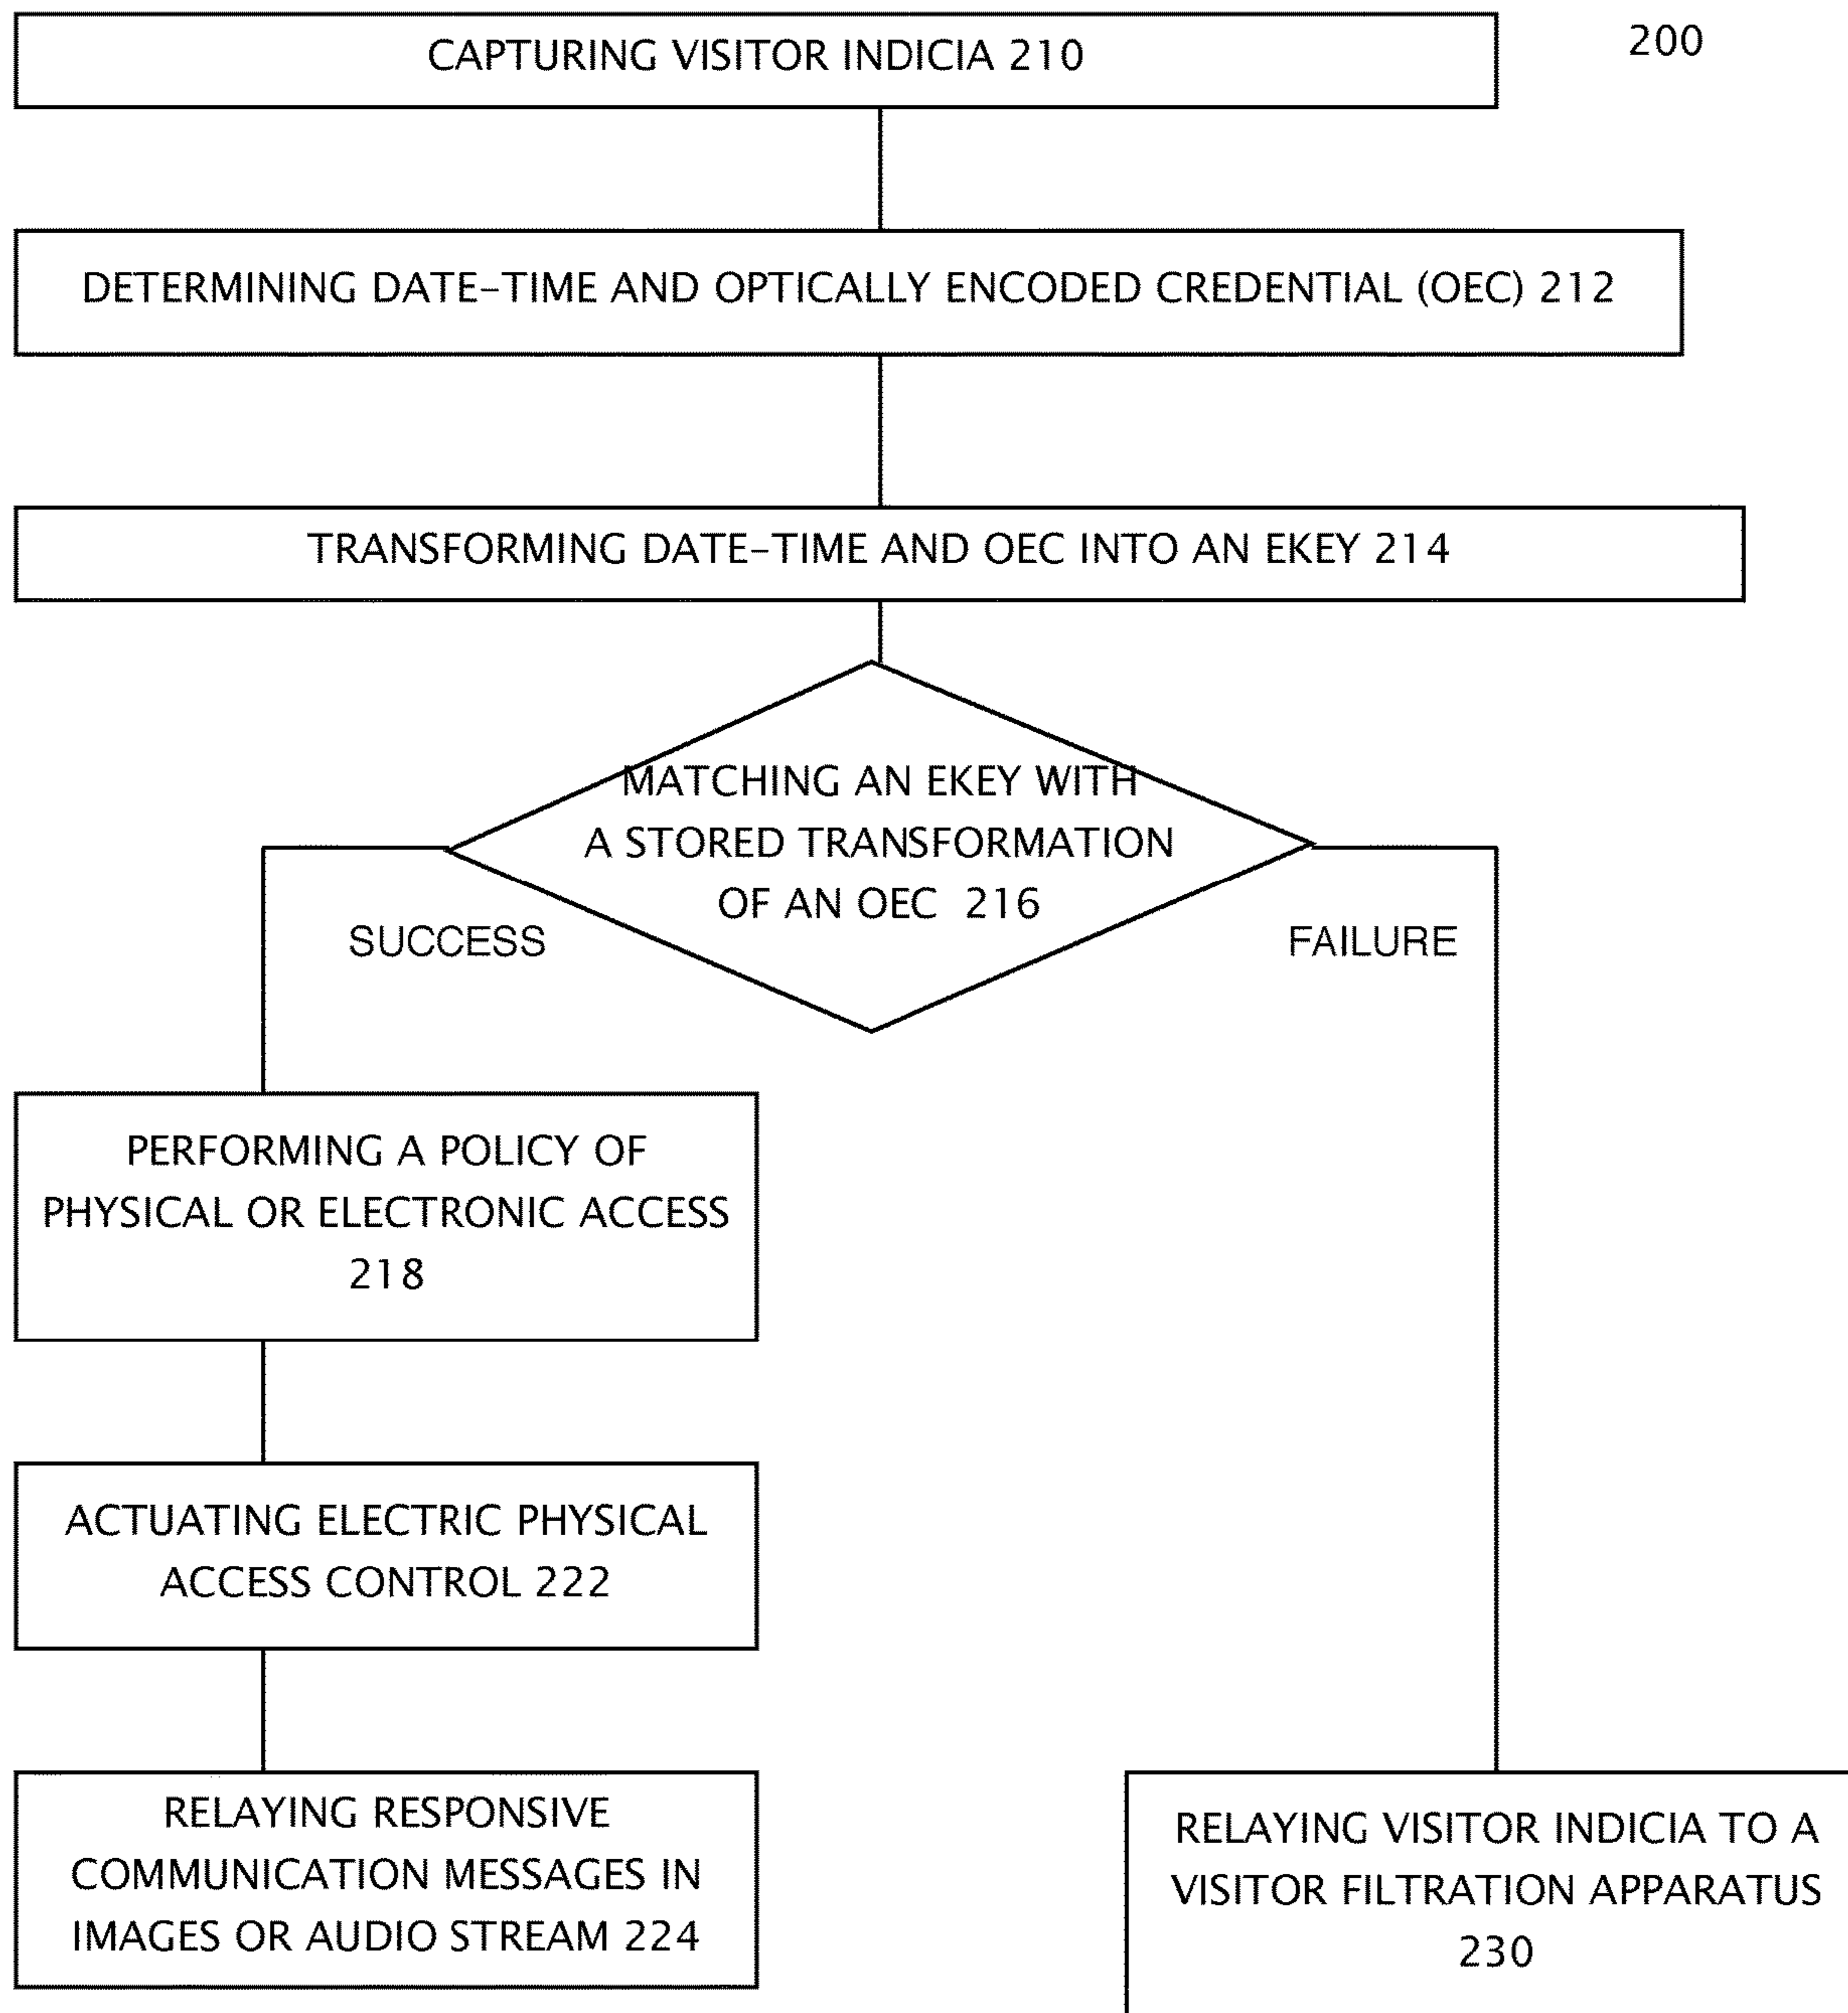 CAPTURING VISITOR INDICIA 210
200
DETERMINING DATE-TIME AND OPTICALLY ENCODED CREDENTIAL (OEC) 212
TRANSFORMING DATE-TIME AND OEC INTO AN EKEY 214
MATCHING AN EKEY WITH
A STORED TRANSFORMATION
OF AN OEC 216
SUCCESS
FAILURE
PERFORMING A POLICY OF
PHYSICAL OR ELECTRONIC ACCESS
218
ACTUATING ELECTRIC PHYSICAL
ACCESS CONTROL 222
RELAYING RESPONSIVE
COMMUNICATION MESSAGES IN
IMAGES OR AUDIO STREAM 224
RELAYING VISITOR INDICIA TO A
VISITOR FILTRATION APPARATUS
230